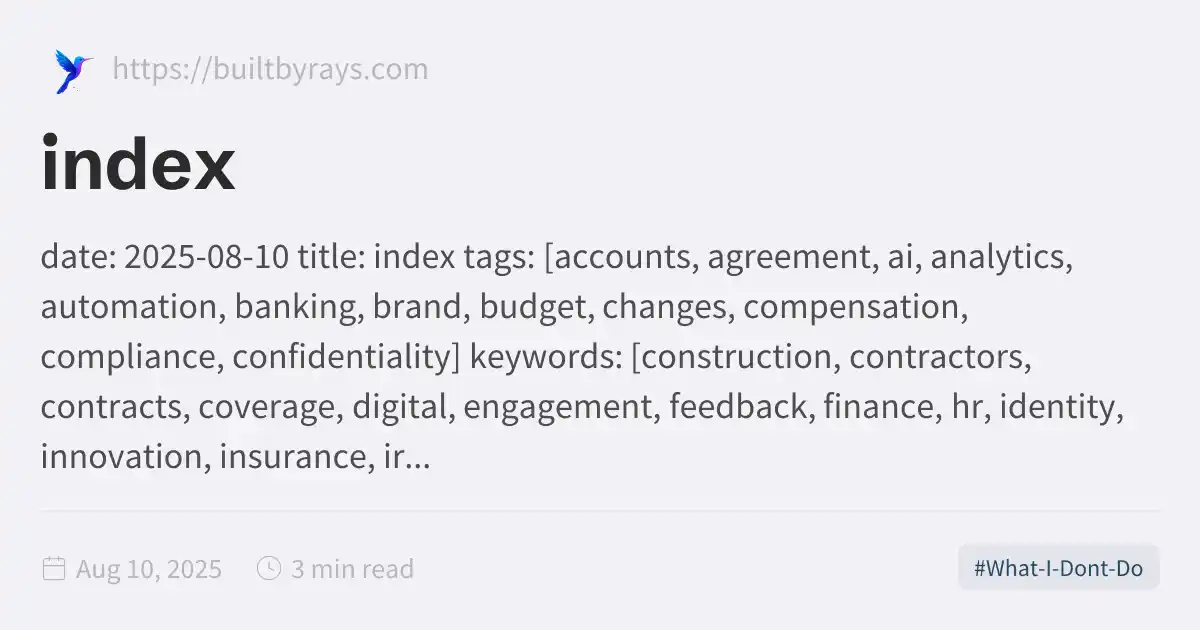 https://builtbyrays.com
index
date: 2025-08-10 title: index tags: [accounts, agreement, ai, analytics,
automation, banking, brand, budget, changes, compensation,
compliance, confidentiality] keywords: [construction, contractors,
contracts, coverage, digital, engagement, feedback, finance, hr, identity,
innovation, insurance, ir...
Aug 10, 2025
3 min read
#What-I-Dont-Do